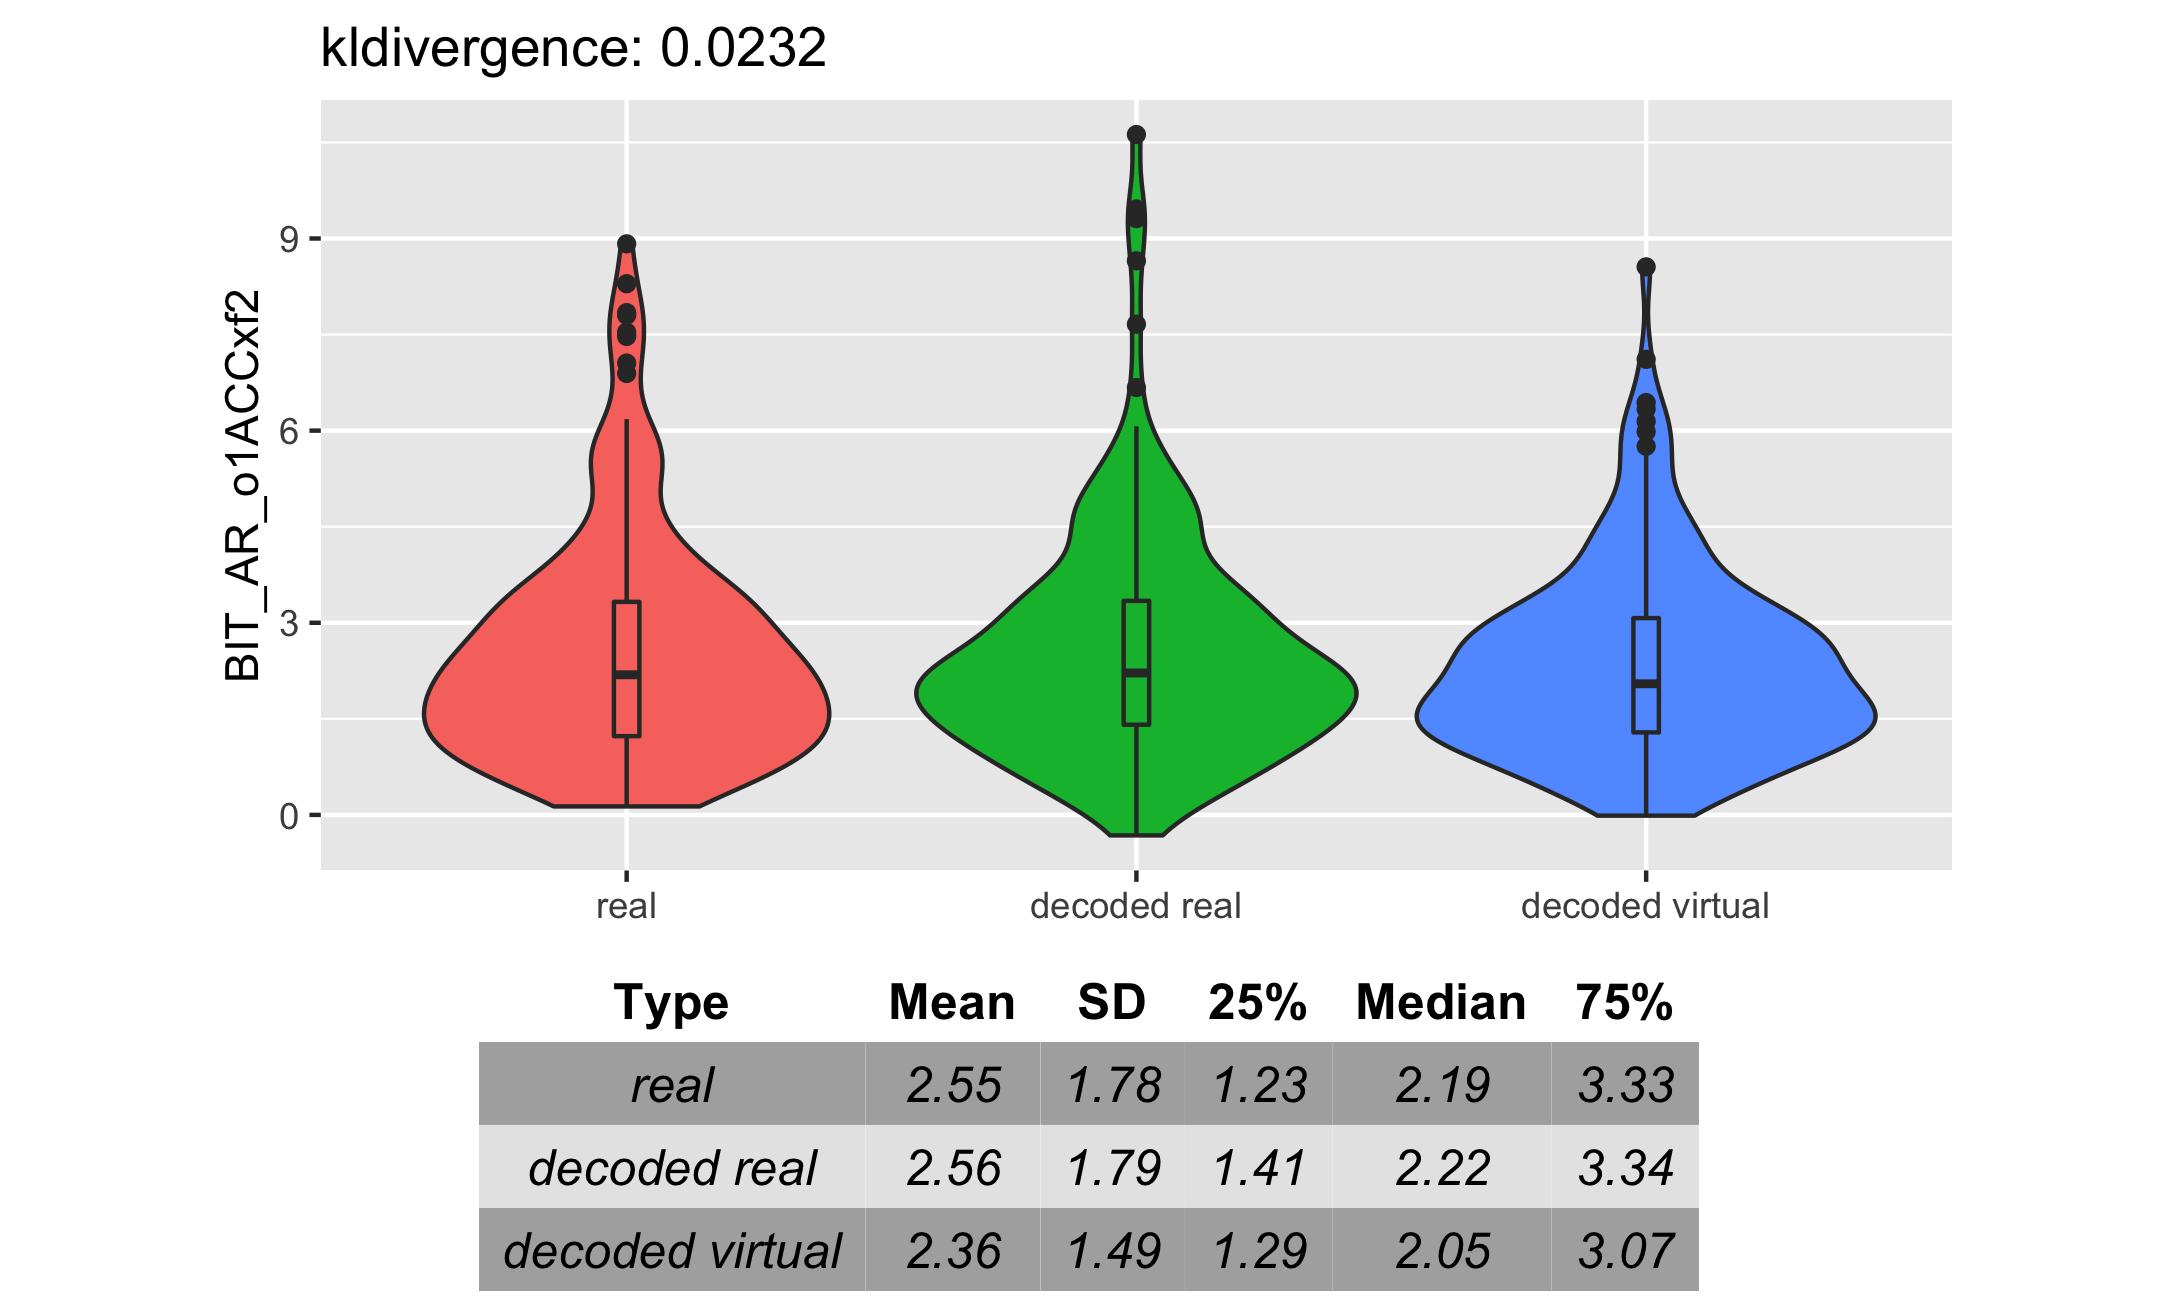 kldivergence: 0.0232
BIT_AR_o1ACCxf2
9
6
3
0
real decoded real decoded virtual
Type Mean SD 25% Median 75%
real 2.55 1.78 1.23 2.19 3.33
decoded real 2.56 1.79 1.41 2.22 3.34
decoded virtual 2.36 1.49 1.29 2.05 3.07